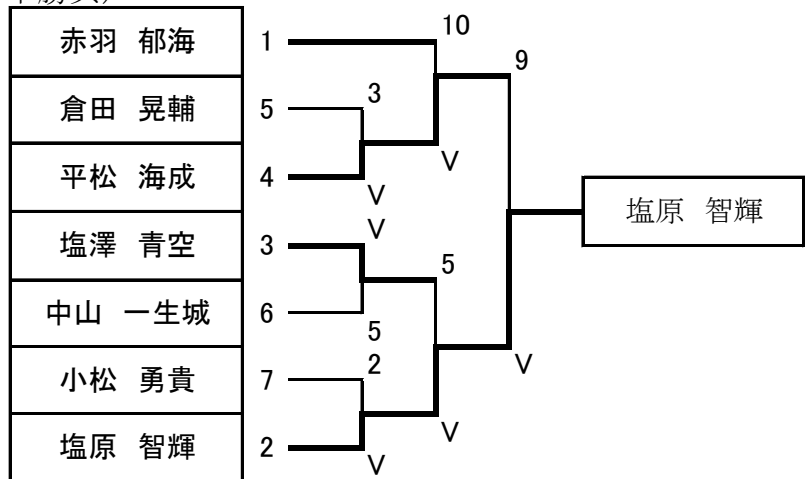 赤羽 郁海 1 10
9
倉田 晃輔 5 3
平松 海成 4 V V
塩原 智輝
塩澤 青空 3 V 5
中山 一生城 6 5
V
小松 勇貴 7 2
塩原 智輝 2 V V